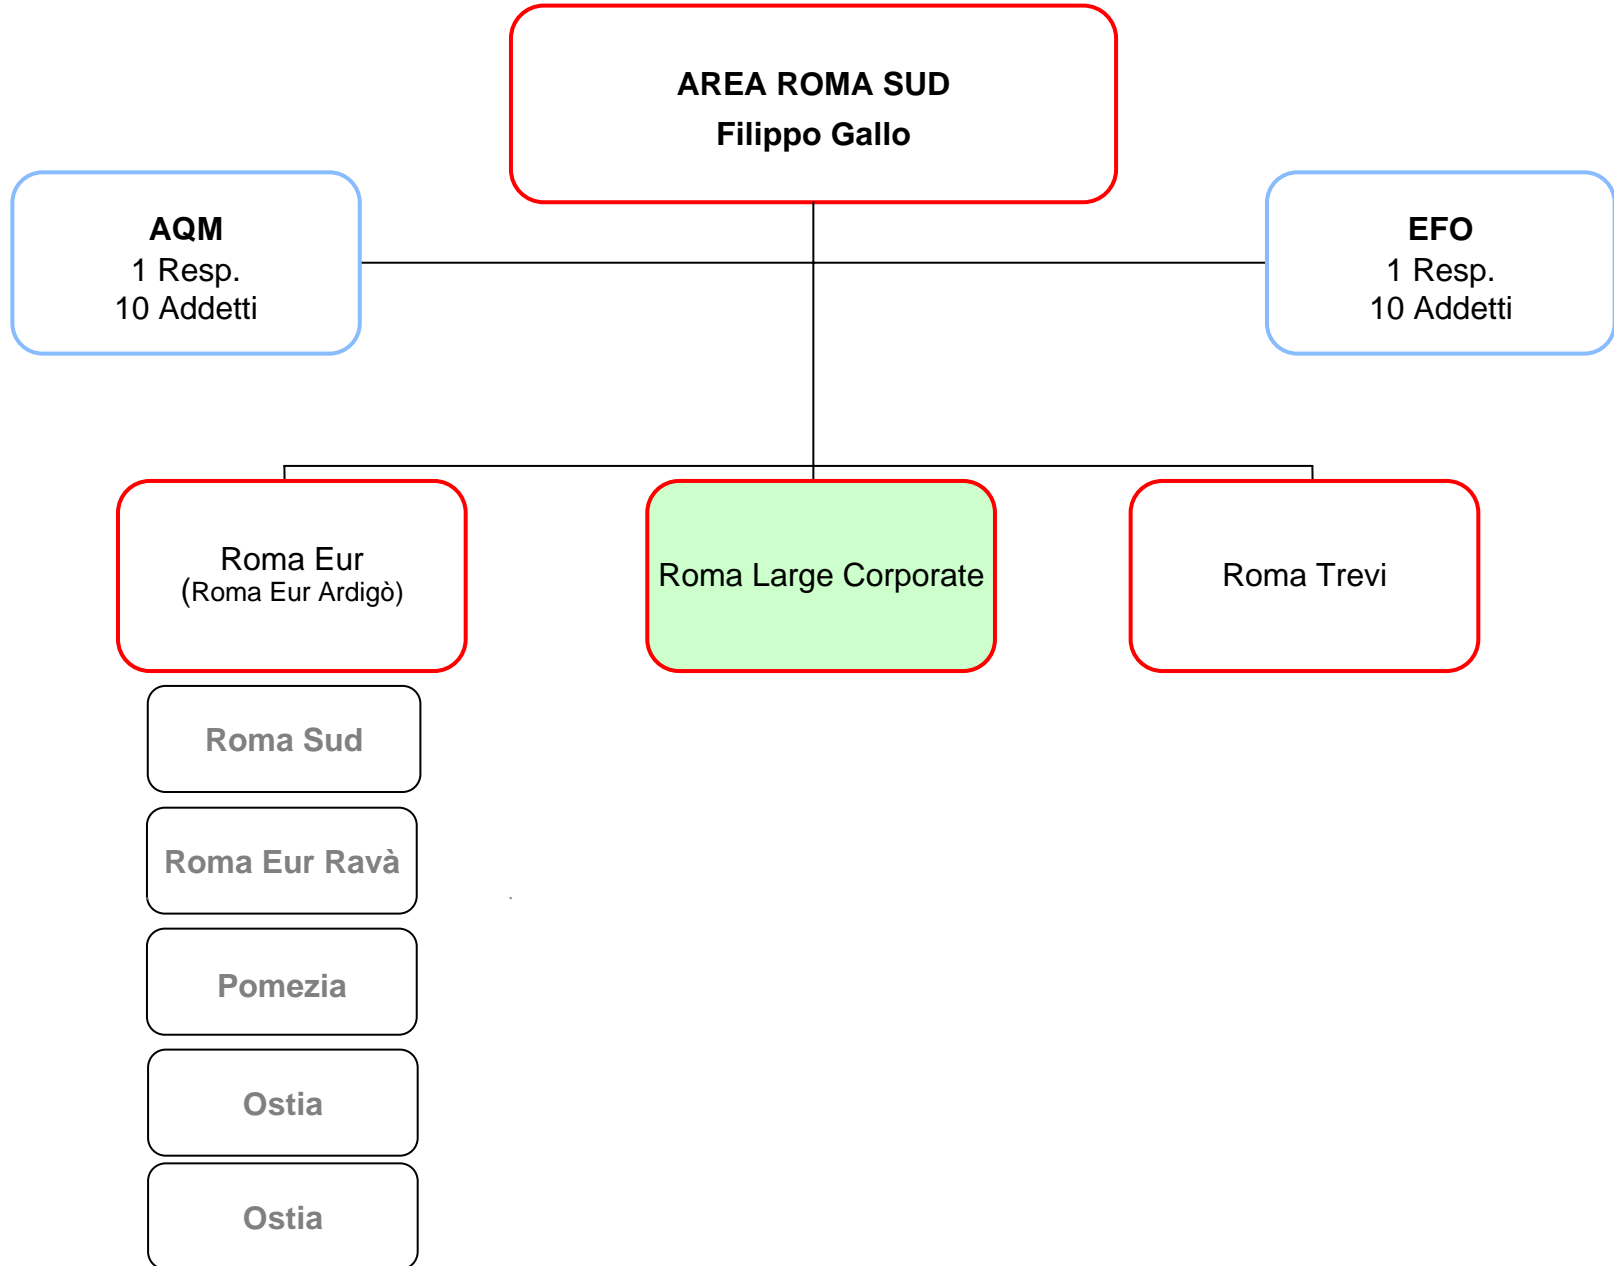 AREA ROMA SUD
Filippo Gallo
AQM
1 Resp.
10 Addetti
EFO
1 Resp.
10 Addetti
Roma Eur
(Roma Eur Ardigò)
Roma Large Corporate
Roma Trevi
Roma Sud
Roma Eur Ravà
Pomezia
Ostia
Ostia